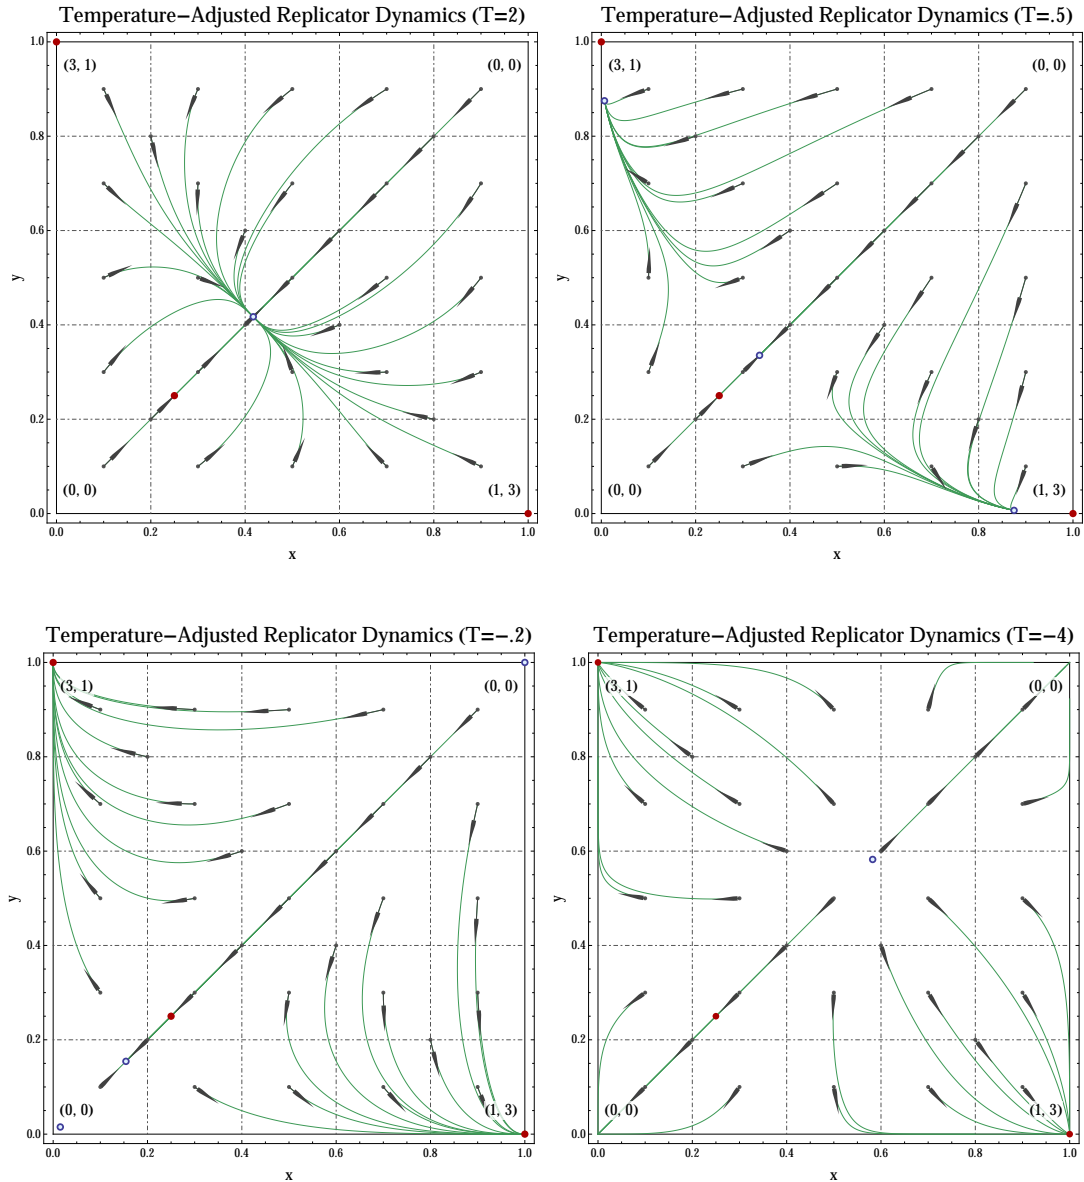 Temperature−Adjusted Replicator Dynamics (T=2)
1.0
(3, 1)
(0, 0)
0.8
0.6
y
0.4
0.2
(0, 0)
(1, 3)
0.0
0.0 0.2 0.4 0.6 0.8 1.0
x
Temperature−Adjusted Replicator Dynamics (T=.5)
1.0
(3, 1)
(0, 0)
0.8
0.6
y
0.4
0.2
(0, 0)
(1, 3)
0.0
0.0 0.2 0.4 0.6 0.8 1.0
x
Temperature−Adjusted Replicator Dynamics (T=−.2)
1.0
(3, 1)
(0, 0)
0.8
0.6
y
0.4
0.2
(0, 0)
(1, 3)
0.0
0.0 0.2 0.4 0.6 0.8 1.0
x
Temperature−Adjusted Replicator Dynamics (T=−4)
1.0
(3, 1)
(0, 0)
0.8
0.6
y
0.4
0.2
(0, 0)
(1, 3)
0.0
0.0 0.2 0.4 0.6 0.8 1.0
x